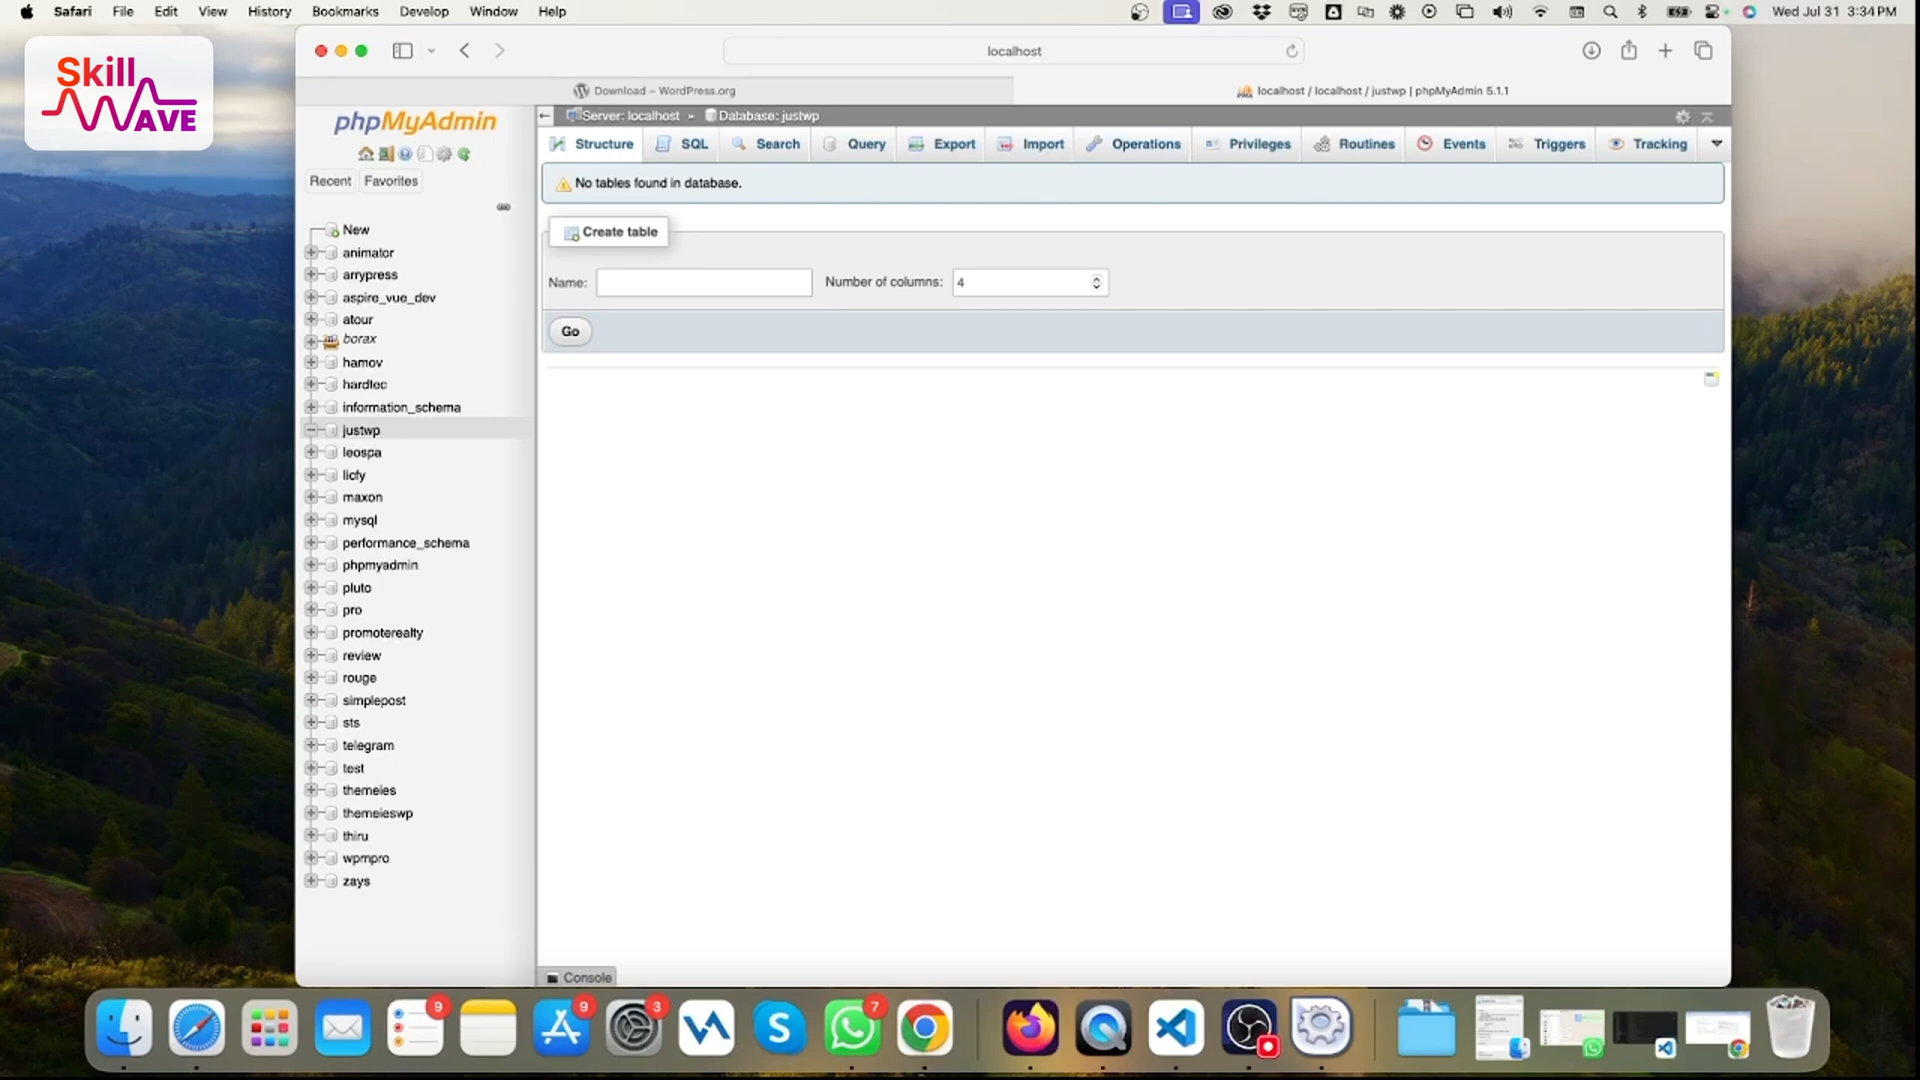 Safari File Edit View History Bookmarks Develop Window Help
Wed Jul 31 3:34 PM
Skill
WAVE
localhost
Download – WordPress.org
localhost / localhost / justwp | phpMyAdmin 5.1.1
phpMyAdmin
Server: localhost » Database: justwp
Structure SQL Search Query Export Import Operations Privileges Routines Events Triggers Tracking
Recent Favorites
No tables found in database.
Create table
Name: Number of columns: 4
Go
New
animator
arrypress
aspire_vue_dev
atour
borax
hamov
hardtec
information_schema
justwp
leospa
licfy
maxon
mysql
performance_schema
phpmyadmin
pluto
pro
promoterealty
review
rouge
simplepost
sts
telegram
test
themeies
themeieswp
thiru
wpmpro
zays
Console
9
9
3
7